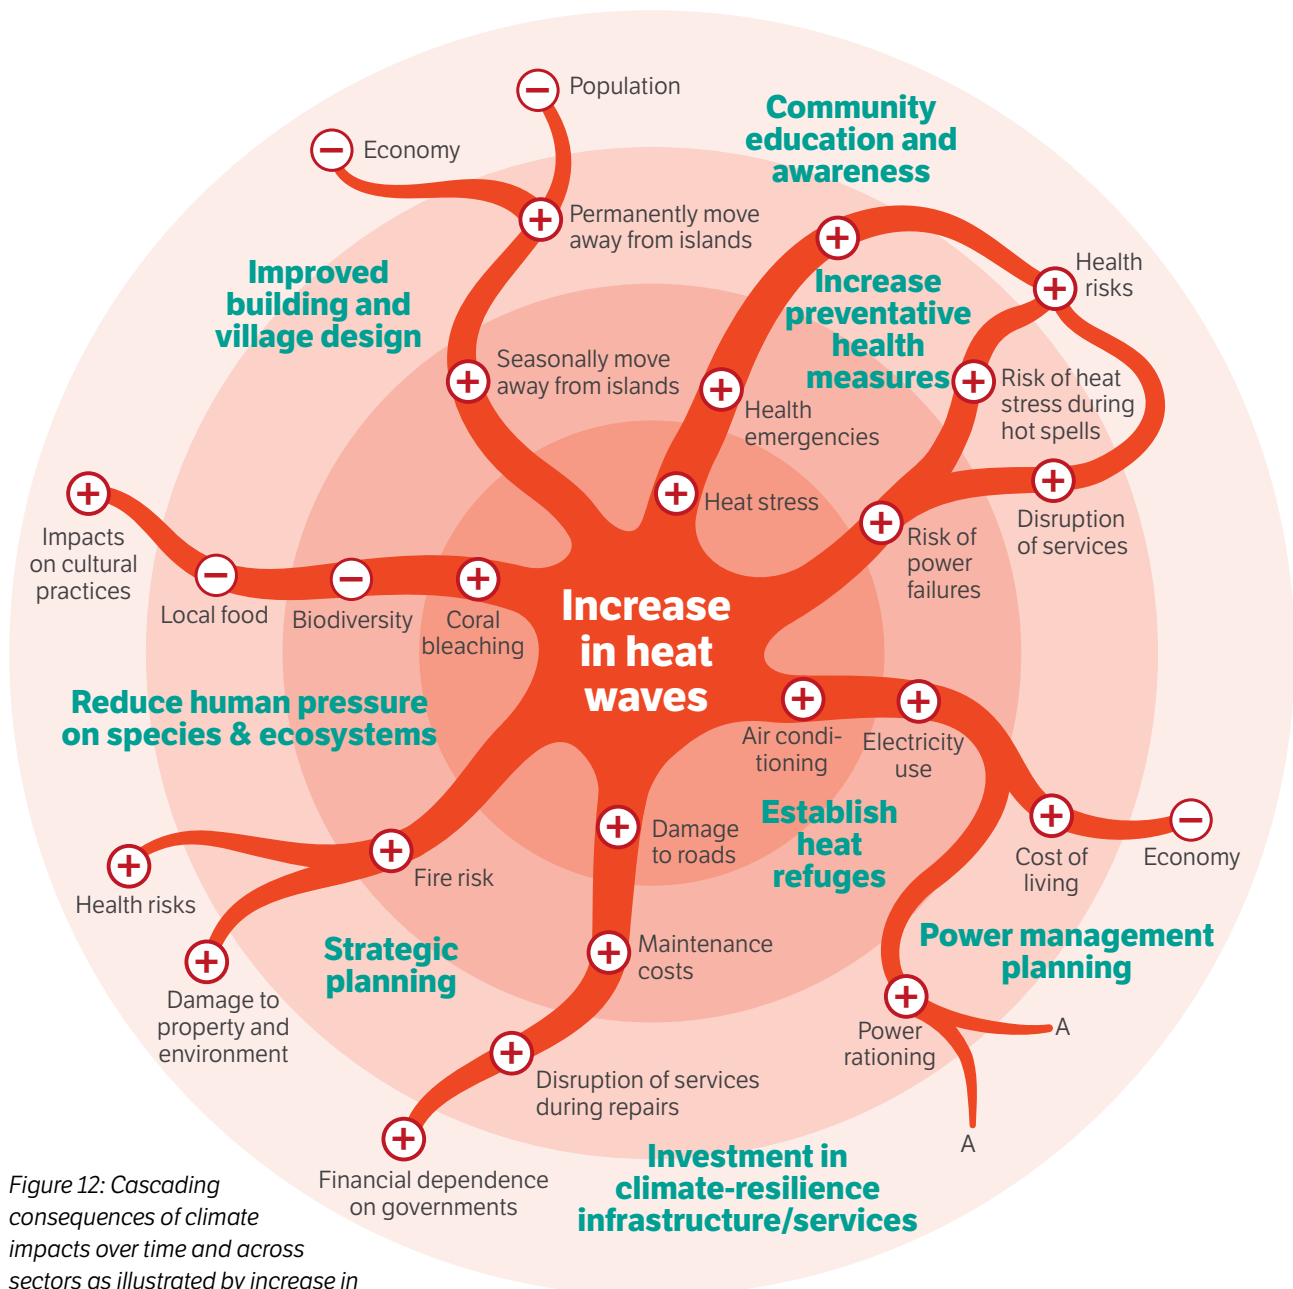 Population
Economy
Community
education and
awareness
Permanently move
away from islands
Improved
building and
village design
Health
risks
Increase
preventative
health
measures
Seasonally move
away from islands
Risk of heat
stress during
hot spells
Health
emergencies
Heat stress
Disruption
of services
Risk of
power
failures
Impacts
on cultural
practices
Local food
Biodiversity
Coral
bleaching
Increase
in heat
waves
Reduce human pressure
on species & ecosystems
Air condi-
tioning
Electricity
use
Establish
heat
refuges
Damage
to roads
Cost of
living
Economy
Fire risk
Health risks
Strategic
planning
Maintenance
costs
Power management
planning
Damage to
property and
environment
Power
rationing
A
A
Disruption of services
during repairs
Financial dependence
on governments
Investment in
climate-resilience
infrastructure/services
Figure 12: Cascading
consequences of climate
impacts over time and across
sectors as illustrated by increase in